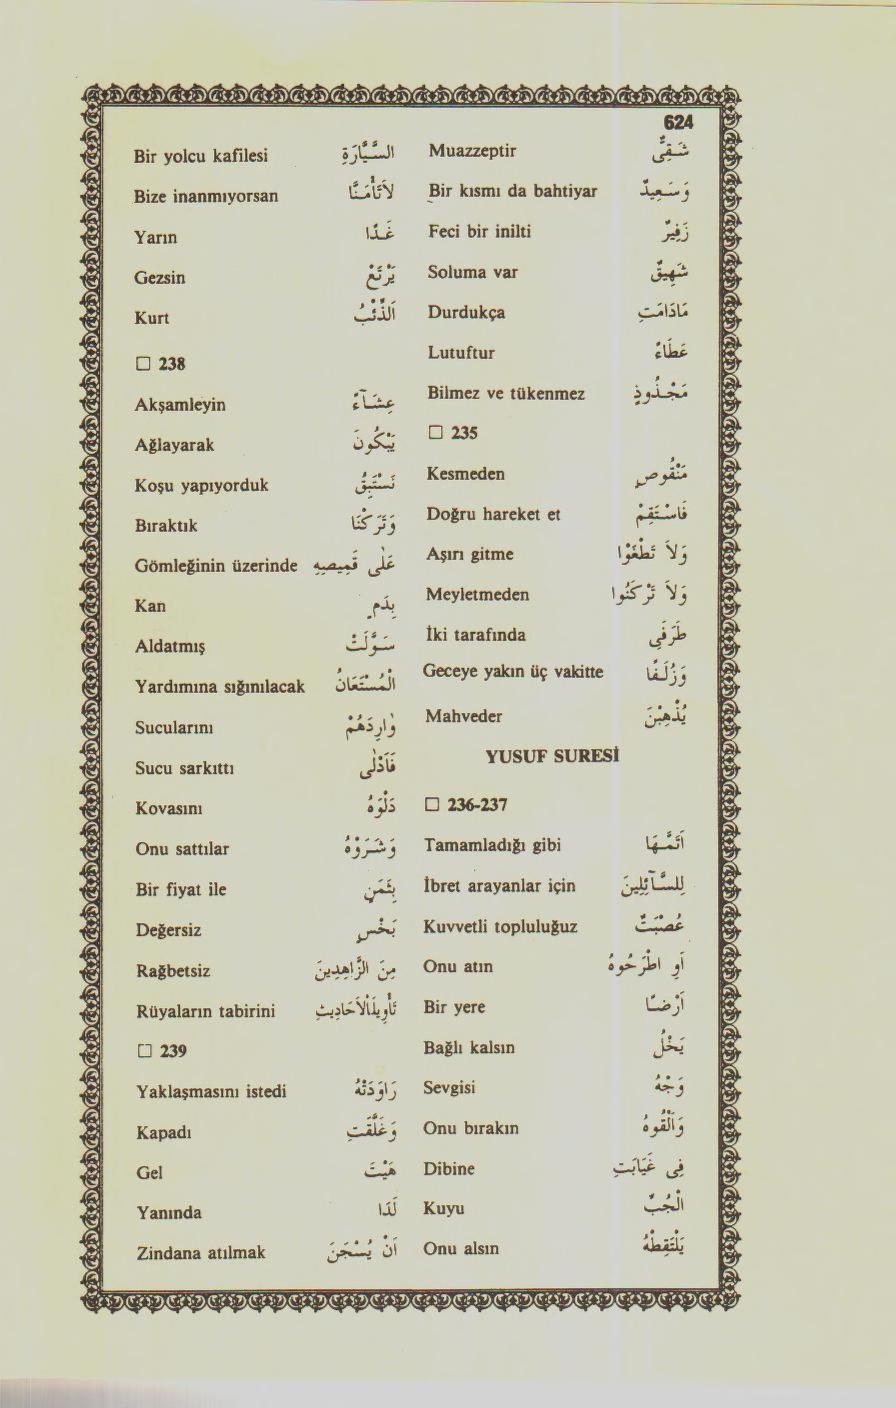 624
Muazzeptir شَقِىٌّ
Bir kısmı da bahtiyar وَسَعِيدٌ
Feci bir inilti زَفِيرٌ
Soluma var شَهِيقٌ
Durdukça مَادَامَتِ
Lutuftur عَطَاءً
Bilmez ve tükenmez مَجْذُوذٍ
□ 235
Kesmeden مَنْقُوصٍ
Doğru hareket et فَاسْتَقِمْ
Aşırı gitme وَلاَ تَطْغَوْا
Meyletmeden وَلاَ تَرْكَنُوا
İki tarafında طَرَفَىِ
Geceye yakın üç vakitte وَزُلَفًا
Mahveder يُذْهِبْنَ
YUSUF SURESİ
□ 236-237
Tamamladığı gibi اَتَمَّهَا
İbret arayanlar için لِلسَّآئِلِينَ
Kuvvetli topluluğuz عُصْبَتٌ
Onu atın اَوِ اطْرَحُوهُ
Bir yere اَرْضًا
Bağlı kalsın يَخْلُ
Sevgisi وَجْهُ
Onu bırakın وَاَلْقُوهُ
Dibine فِى غَيَابَتِ
Kuyu الْجُبِّ
Onu alsın يَلْتَقِطْهُ
Bir yolcu kafilesi السَّيَّارَةِ
Bize inanmıyorsan لاَتَأْمَنَّا
Yarın غَدًا
Gezsin يَرْتَعْ
Kurt اَلذِّئْبُ
□ 238
Akşamleyin عِشَآءً
Ağlayarak يَبْكُونَ
Koşu yapıyorduk نَسْتَبِقُ
Bıraktık وَتَرَكْنَا
Gömleğinin üzerinde عَلٰى قَمِيصِهِ
Kan بِدَمٍ
Aldatmış سَوَّلَتْ
Yardımına sığınılacak الْمُسْتَعَانُ
Sucularını وَارِدَهُمْ
Sucu sarkıttı فَاَدْلٰى
Kovasını دَلْوَهُ
Onu sattılar وَشَرَوْهُ
Bir fiyat ile بِثَمَنٍ
Değersiz بَخْسٍ
Rağbetsiz مِنَ الزَّاهِدِينَ
Rüyaların tabirini تَأْوِيلِ الْاَحَادِيثِ
□ 239
Yaklaşmasını istedi رَاوَدَتْهُ
Kapadı وَغَلَّقَتِ
Gel هَيْتَ
Yanında لَدَا
Zindana atılmak اَنْ يُسْجَنَ